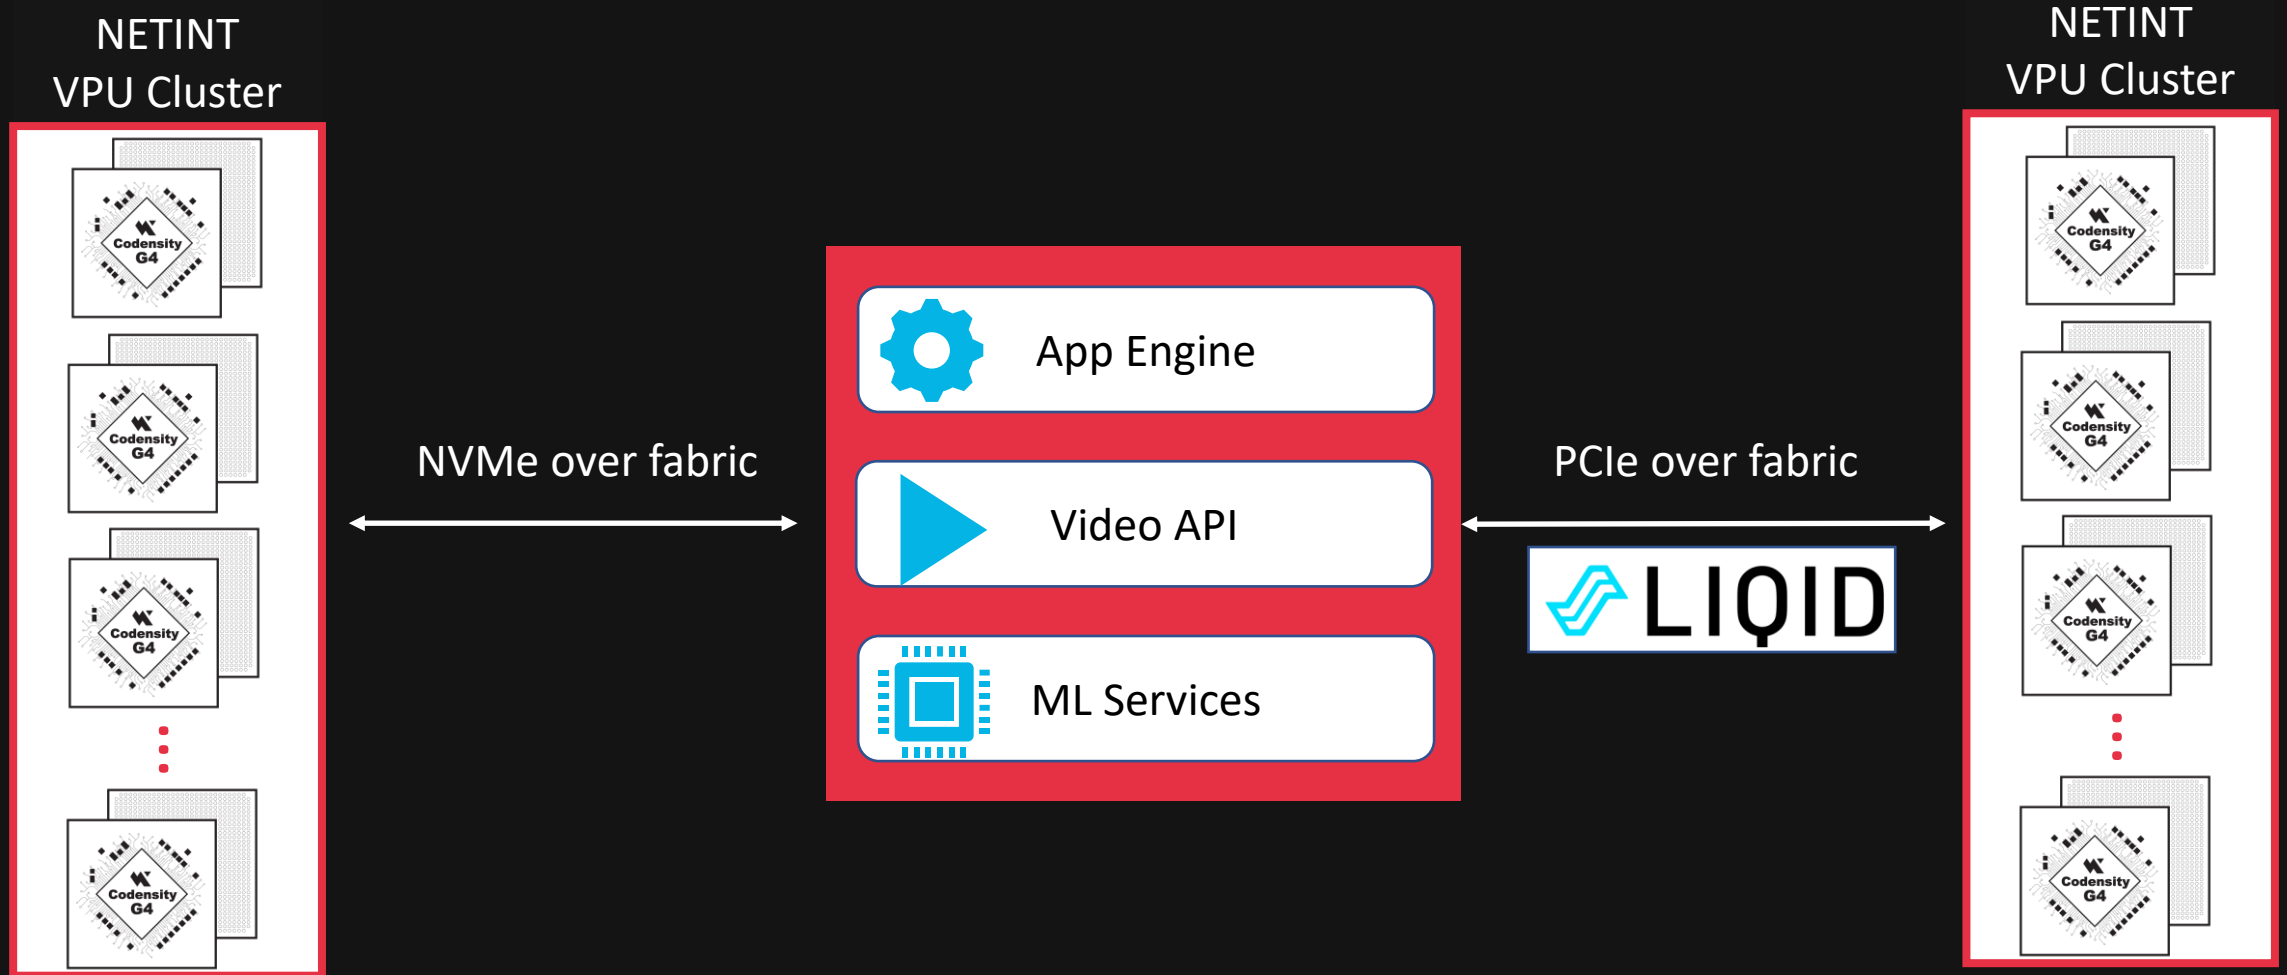 NETINT
VPU Cluster
Codensity
G4
Codensity
G4
Codensity
G4
Codensity
G4
NVMe over fabric
App Engine
Video API
ML Services
PCIe over fabric
LIQID
NETINT
VPU Cluster
Codensity
G4
Codensity
G4
Codensity
G4
Codensity
G4